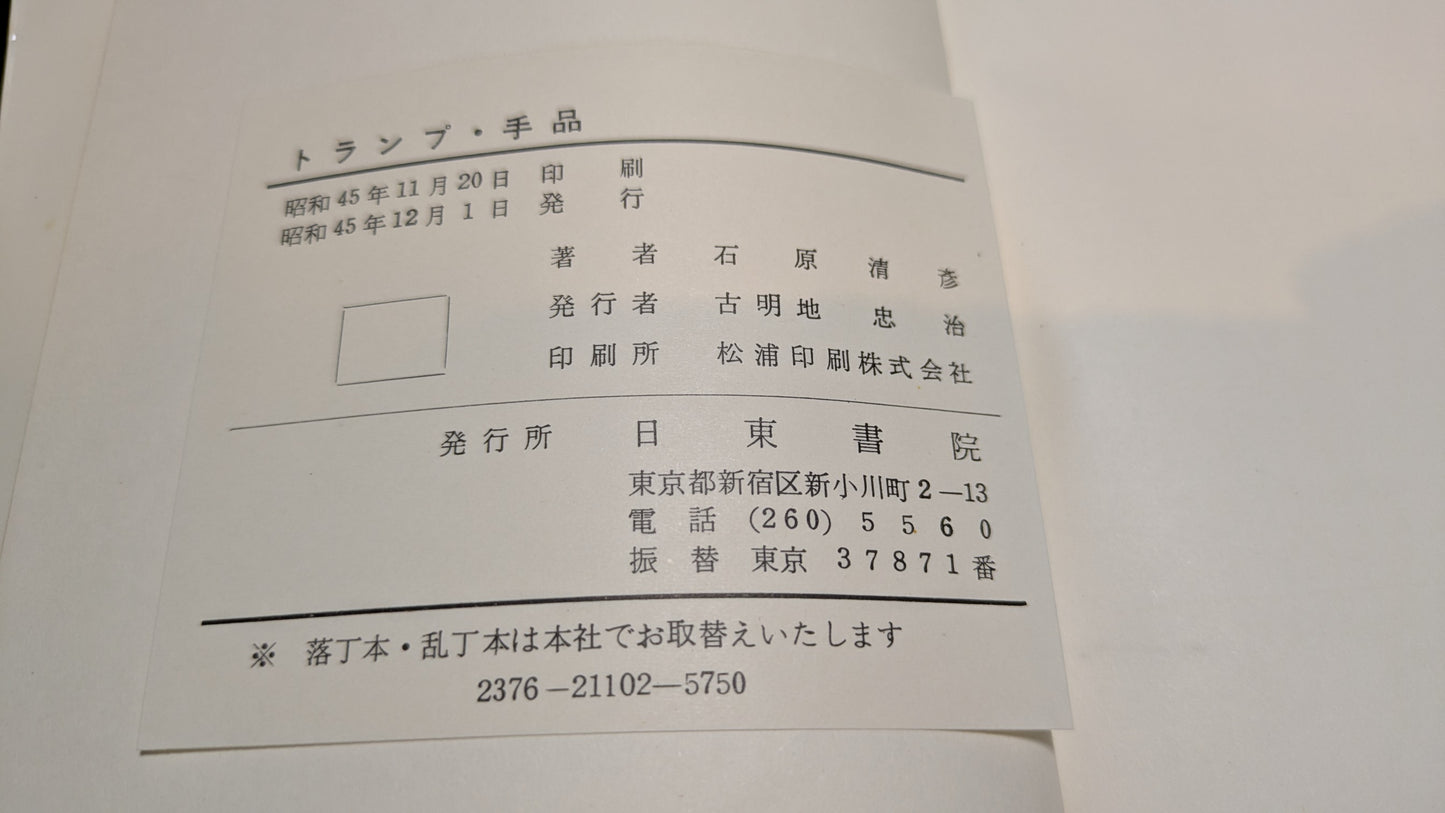 トランプ・手品
昭和45年11月20日 印刷
昭和45年12月1日 発行
著者 石原清彦
発行者 古明地忠治
印刷所 松浦印刷株式会社
発行所 日東書院
東京都新宿区新小川町2—13
電話 (260) 5560
振替 東京 37871番
※ 落丁本・乱丁本は本社でお取替えいたします
2376—21102—5750